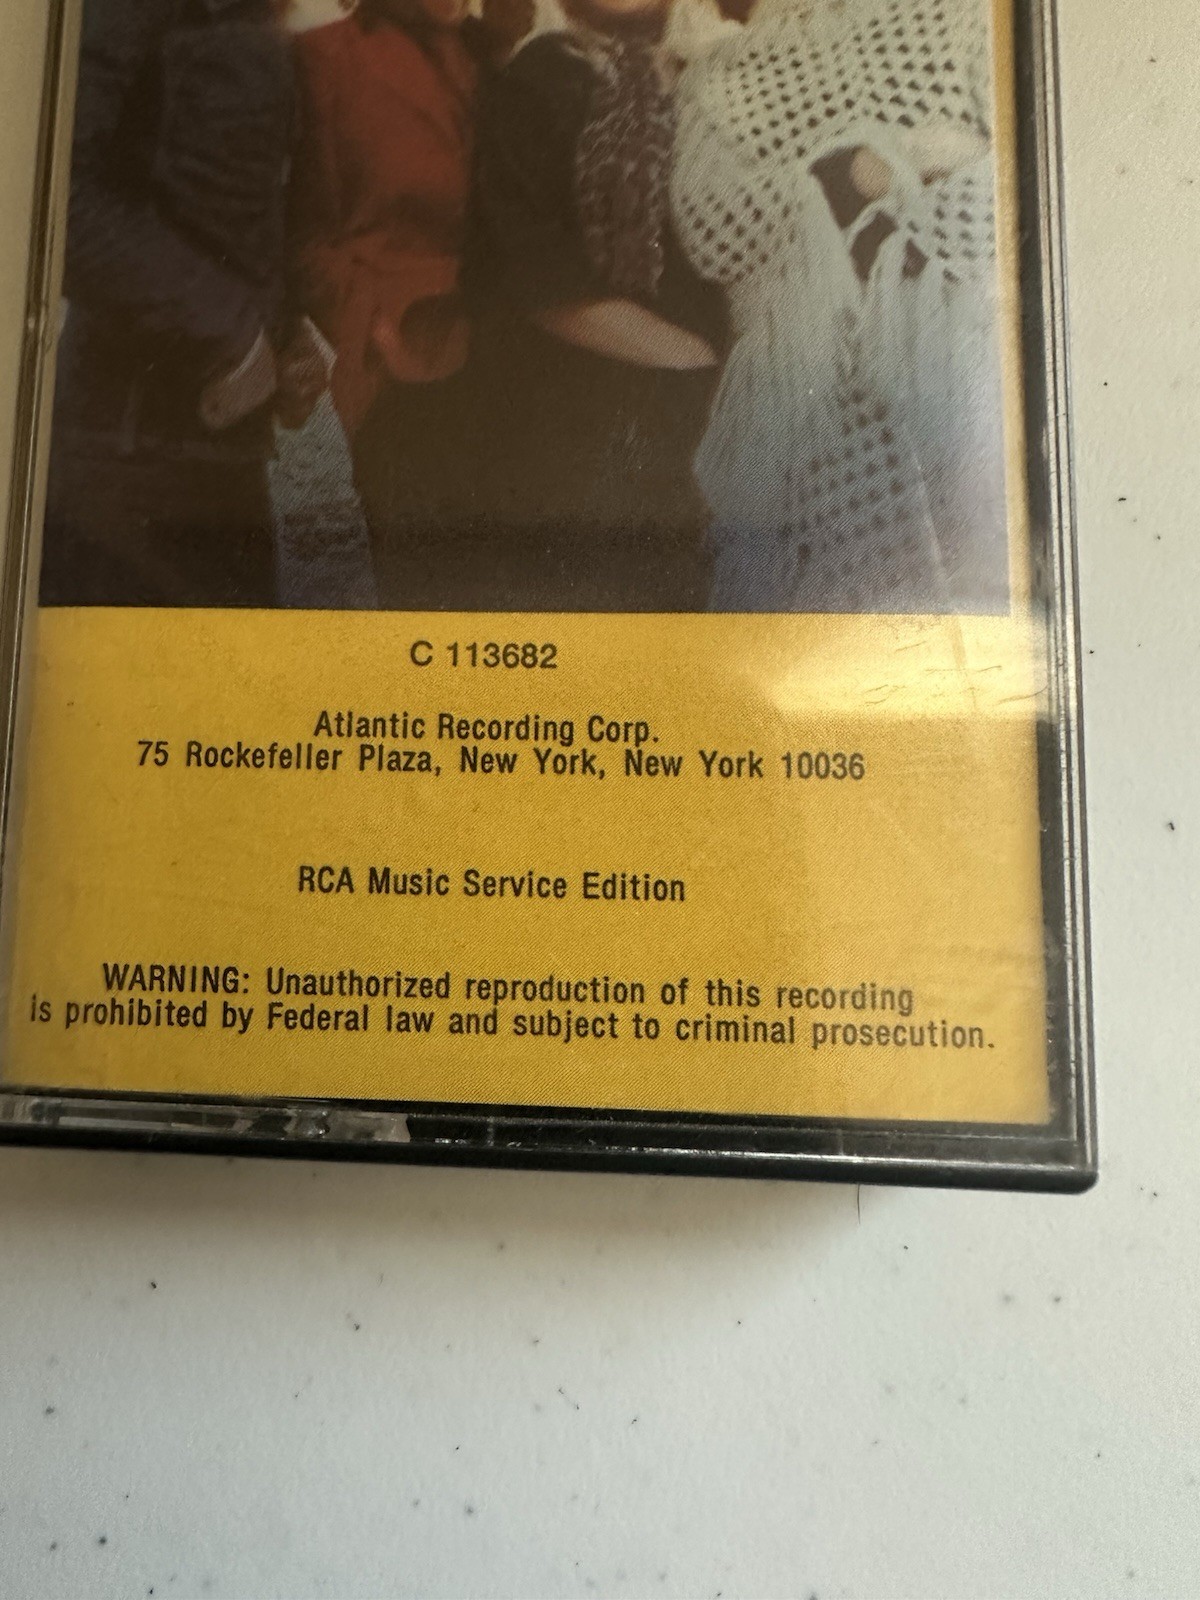 C 113682
Atlantic Recording Corp.
75 Rockefeller Plaza, New York, New York 10036
RCA Music Service Edition
WARNING: Unauthorized reproduction of this recording
is prohibited by Federal law and subject to criminal prosecution.